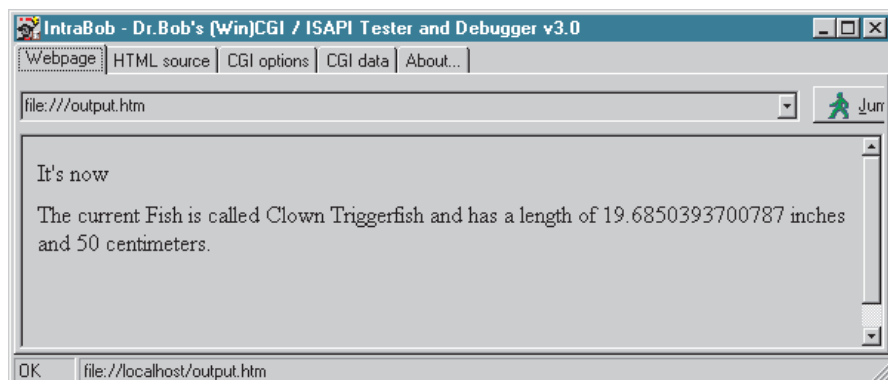 IntraBob - Dr.Bob's (Win)CGI / ISAPI Tester and Debugger v3.0
Webpage HTML source CGI options CGI data About...
file:///output.htm
It's now
The current Fish is called Clown Triggerfish and has a length of 19.6850393700787 inches
and 50 centimeters.
OK file://localhost/output.htm